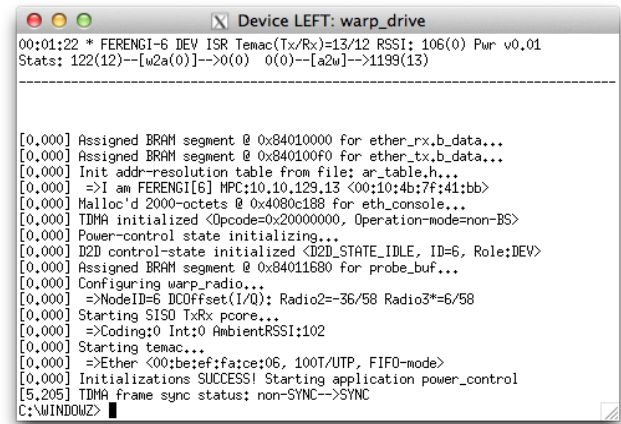 Device LEFT: warp_drive
00:01:22 * FERENGI-6 DEV ISR Temac(Tx/Rx)=13/12 RSSI: 106(0) Pwr v0.01
Stats: 122(12)--[w2a(0)]-->0(0)  0(0)--[a2w]-->1199(13)
--------------------------------------------------------------------------------
[0.000] Assigned BRAM segment @ 0x84010000 for ether_rx.b_data...
[0.000] Assigned BRAM segment @ 0x840100f0 for ether_tx.b_data...
[0.000] Init addr-resolution table from file: ar_table.h...
[0.000]  =>I am FERENGI[6] MPC:10.10.129.13 <00:10:4b:7f:41:bb>
[0.000] Malloc'd 2000-octets @ 0x4080c188 for eth_console...
[0.000] TDMA initialized <Opcode=0x20000000, Operation-mode=non-BS>
[0.000] Power-control state initializing...
[0.000] D2D control-state initialized <D2D_STATE_IDLE, ID=6, Role:DEV>
[0.000] Assigned BRAM segment @ 0x84011680 for probe_buf...
[0.000] Configuring warp_radio...
[0.000]  =>NodeID=6 DCOffset(I/Q): Radio2=-36/58 Radio3*=6/58
[0.000] Starting SISO TxRx pcore...
[0.000]  =>Coding:0 Int:0 AmbientRSSI:102
[0.000] Starting temac...
[0.000]  =>Ether <00:be:ef:fa:ce:06, 100T/UTP, FIFO-mode>
[0.000] Initializations SUCCESS! Starting application power_control
[5.205] TDMA frame sync status: non-SYNC-->SYNC
C:\WINDOWZ>